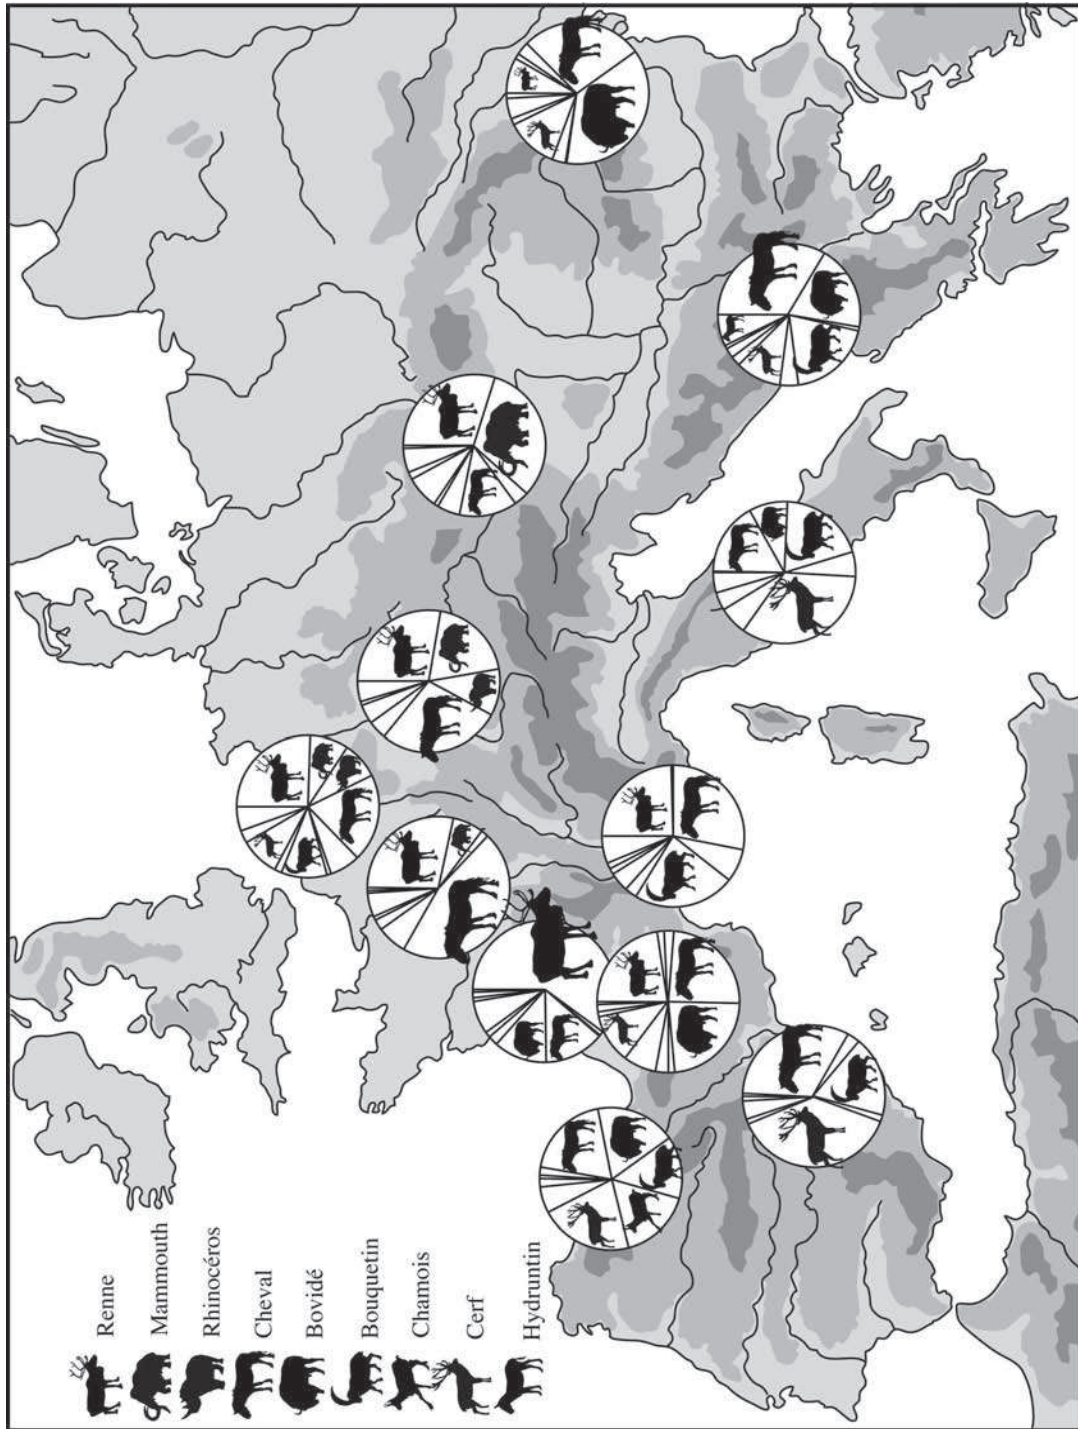 Renne
Mammouth
Rhinocéros
Cheval
Bovidé
Bouquetin
Chamois
Cerf
Hydruntin